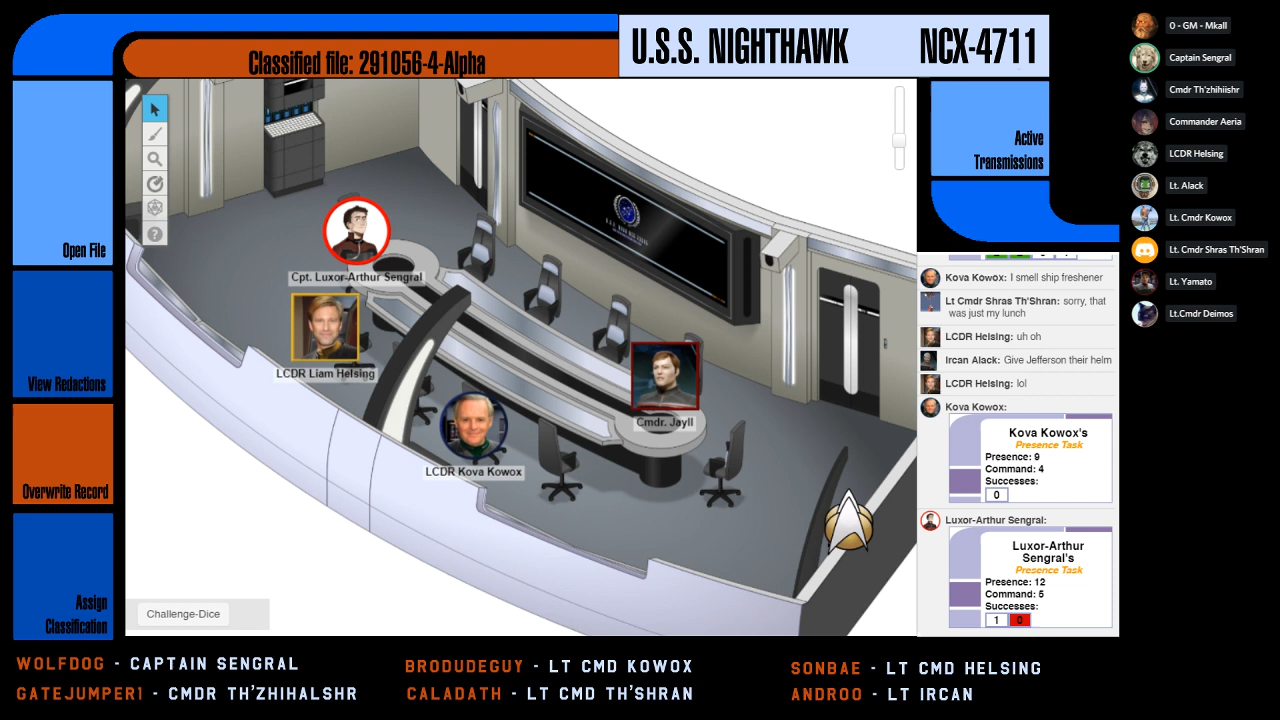 Classified file: 291056-4-Alpha
U.S.S. NIGHTHAWK NCX-4711
Open File
View Redactions
Overwrite Record
Assign
Classification
Active
Transmissions
Cpt. Luxor-Arthur Sengral
LCDR Liam Helsing
LCDR Kova Kowox
Cmdr. Jayll
Challenge-Dice
Kova Kowox: I smell ship freshener
Lt Cmdr Shras Th'Shran: sorry, that
was just my lunch
LCDR Helsing: uh oh
Ircan Alack: Give Jefferson their helm
LCDR Helsing: lol
Kova Kowox:
Kova Kowox's
Presence Task
Presence: 9
Command: 4
Successes:
0
Luxor-Arthur Sengral:
Luxor-Arthur
Sengral's
Presence Task
Presence: 12
Command: 5
Successes:
1 0
0 - GM - Mkall
Captain Sengral
Cmdr Th'zhihiishr
Commander Aeria
LCDR Helsing
Lt. Alack
Lt. Cmdr Kowox
Lt. Cmdr Shras Th'Shran
Lt. Yamato
Lt.Cmdr Deimos
WOLFDOG - CAPTAIN SENGRAL
GATEJUMPER1 - CMDR TH'ZHIHALSHR
BRODUDEGUY - LT CMD KOWOX
CALADATH - LT CMD TH'SHRAN
SONBAE - LT CMD HELSING
ANDROO - LT IRCAN